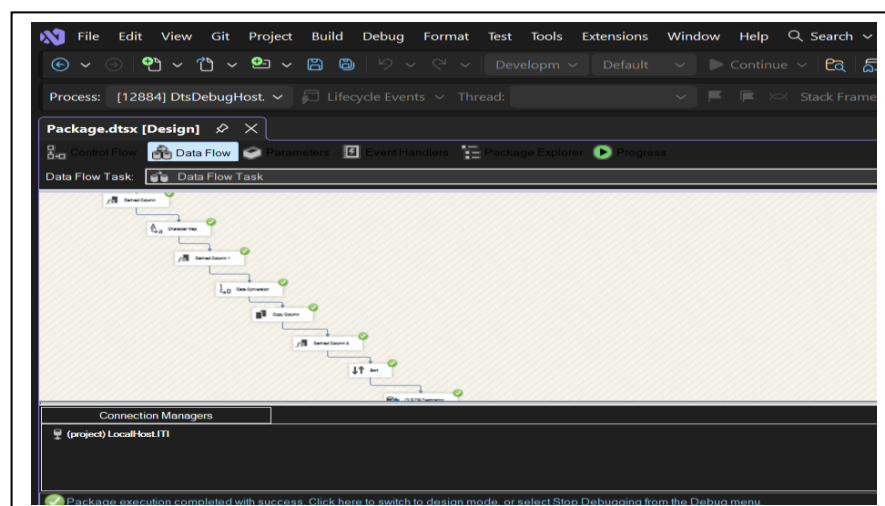 File Edit View Git Project Build Debug Format Test Tools Extensions Window Help Search
Developm Default Continue
Process: [12884] DtsDebugHost. Lifecycle Events Thread: Stack Frame
Package.dtsx [Design]
Control Flow Data Flow Parameters Event Handlers Package Explorer Progress
Data Flow Task: Data Flow Task
Derived Column
Character Map
Derived Column 1
Data Conversion
Copy Column
Sort
Connection Managers
(project) LocalHost.ITI
Package execution completed with success. Click here to switch to design mode, or select Stop Debugging from the Debug menu.